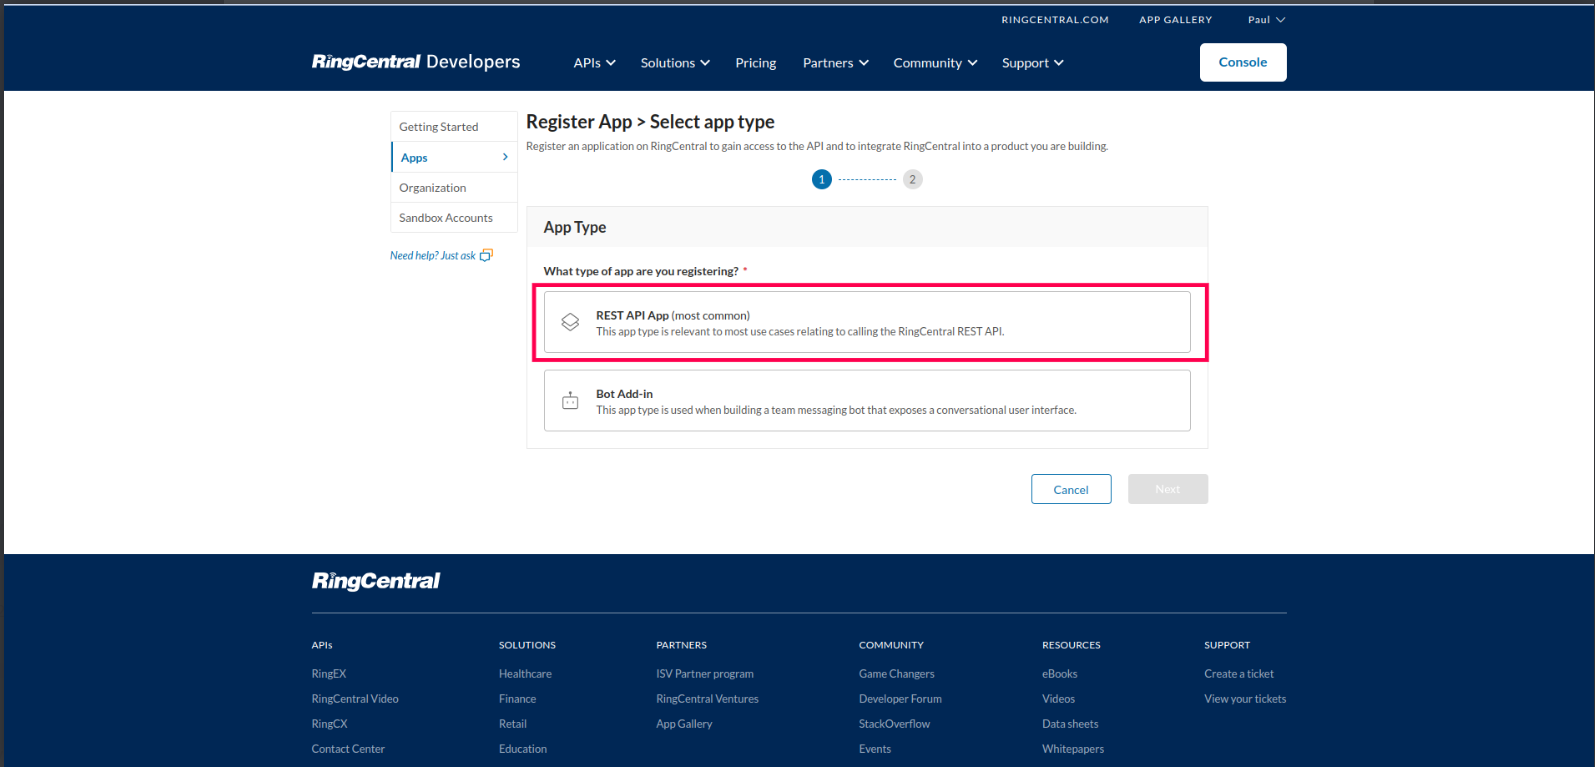 RINGCENTRAL.COM APP GALLERY Paul
RingCentral Developers APIs Solutions Pricing Partners Community Support Console
Getting Started
Apps
Organization
Sandbox Accounts
Need help? Just ask
Register App > Select app type
Register an application on RingCentral to gain access to the API and to integrate RingCentral into a product you are building.
1 2
App Type
What type of app are you registering? *
REST API App (most common)
This app type is relevant to most use cases relating to calling the RingCentral REST API.
Bot Add-in
This app type is used when building a team messaging bot that exposes a conversational user interface.
Cancel Next
RingCentral
APIs SOLUTIONS PARTNERS COMMUNITY RESOURCES SUPPORT
RingEX Healthcare ISV Partner program Game Changers eBooks Create a ticket
RingCentral Video Finance RingCentral Ventures Developer Forum Videos View your tickets
RingCX Retail App Gallery StackOverflow Data sheets
Contact Center Education Events Whitepapers